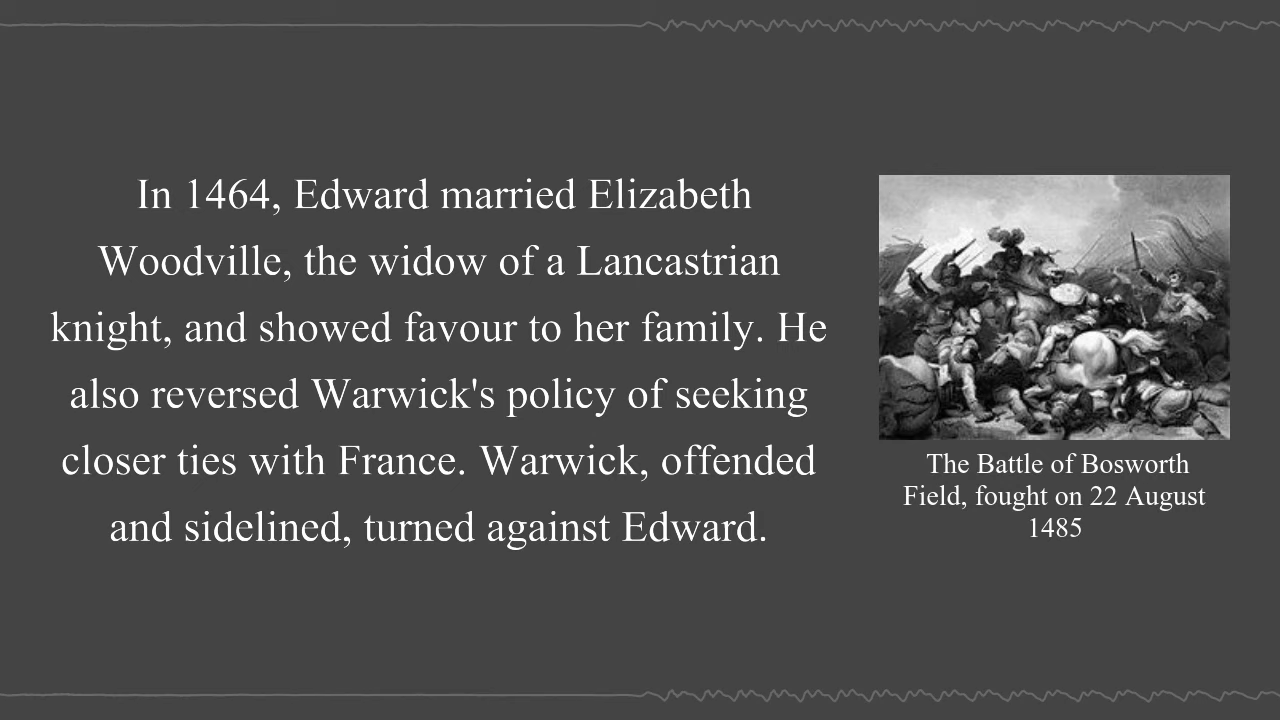 In 1464, Edward married Elizabeth
Woodville, the widow of a Lancastrian
knight, and showed favour to her family. He
also reversed Warwick's policy of seeking
closer ties with France. Warwick, offended
and sidelined, turned against Edward.
The Battle of Bosworth
Field, fought on 22 August
1485